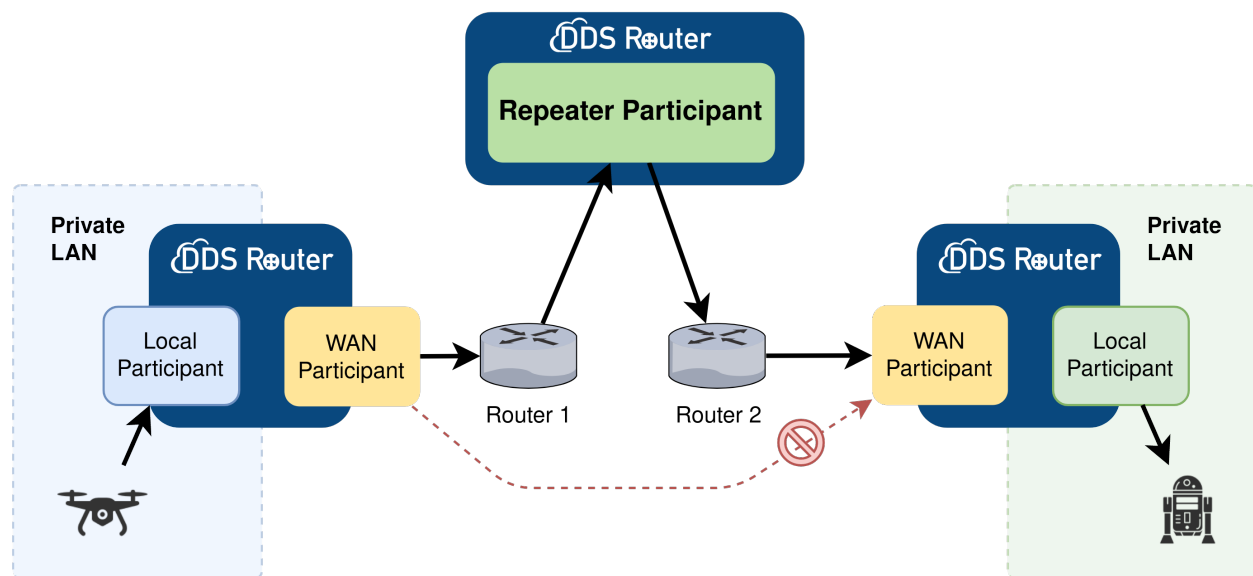 DDS Router
Repeater Participant
Private
LAN
DDS Router
Local
Participant
WAN
Participant
Router 1
Router 2
DDS Router
WAN
Participant
Local
Participant
Private
LAN